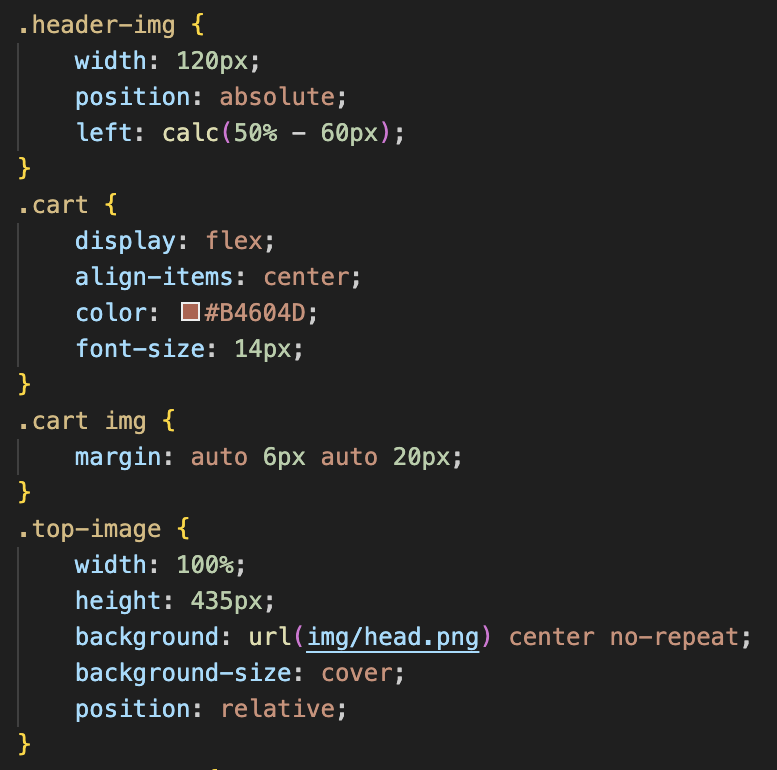 .header-img {
    width: 120px;
    position: absolute;
    left: calc(50% - 60px);
}
.cart {
    display: flex;
    align-items: center;
    color: #B4604D;
    font-size: 14px;
}
.cart img {
    margin: auto 6px auto 20px;
}
.top-image {
    width: 100%;
    height: 435px;
    background: url(img/head.png) center no-repeat;
    background-size: cover;
    position: relative;
}